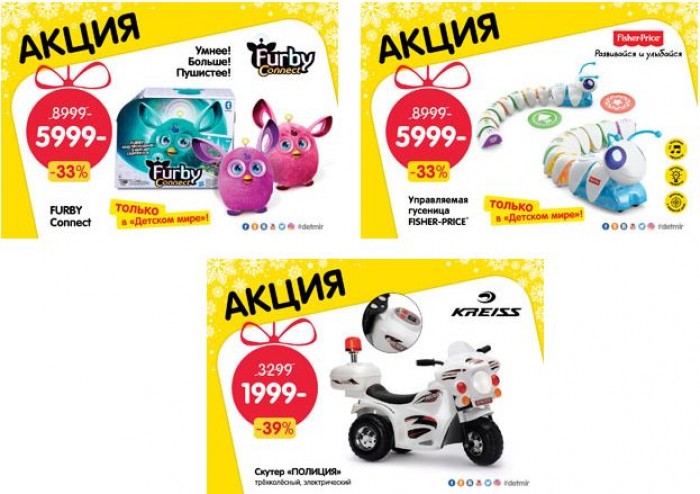 АКЦИЯ
Умнее!
Больше!
Пушистее!
Furby
Connect
8999-
5999-
-33%
Furby
Connect
FURBY
Connect
ТОЛЬКО
в «Детском мире»!
#detmir
АКЦИЯ
Fisher-Price
Развивайся и улыбайся
8999-
5999-
-33%
Управляемая
гусеница
FISHER-PRICE
ТОЛЬКО
в «Детском мире»!
#detmir
АКЦИЯ
KREISS
3299
1999-
-39%
Скутер «ПОЛИЦИЯ»
трёхколёсный, электрический
#detmir